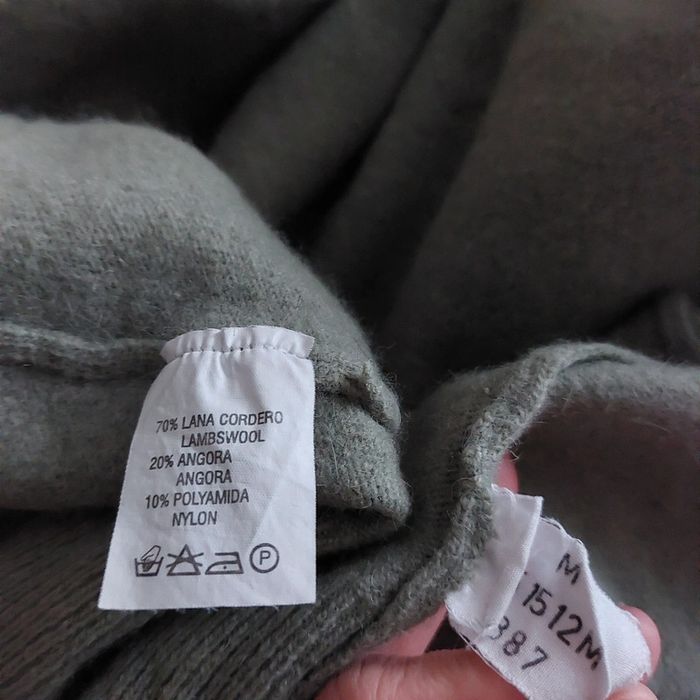 70% LANA CORDERO
LAMBSWOOL
20% ANGORA
ANGORA
10% POLYAMIDA
NYLON
P
M
1512M
387